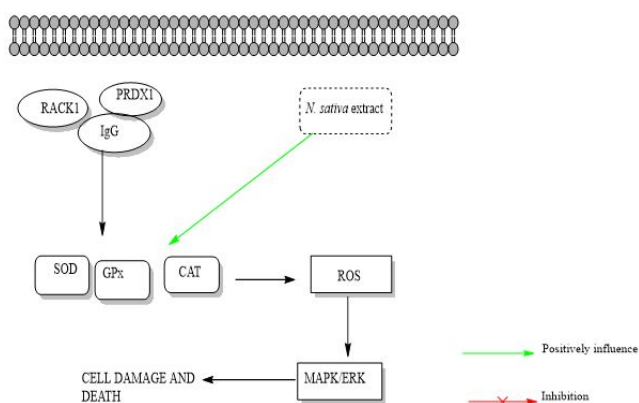 PRDX1
RACK1
IgG
N. sativa extract
SOD
GPx
CAT
ROS
MAPK/ERK
CELL DAMAGE AND
DEATH
Positively influence
Inhibition